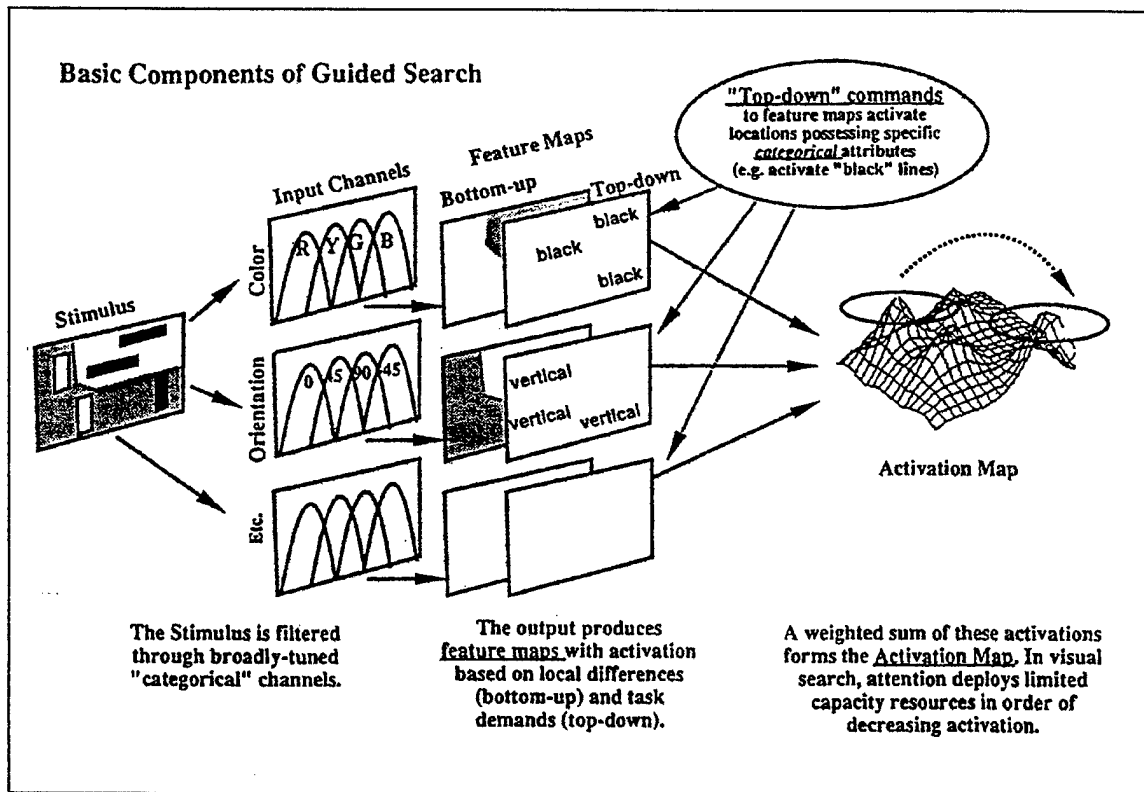 Basic Components of Guided Search
"Top-down" commands
to feature maps activate
locations possessing specific
categorical attributes
(e.g. activate "black" lines)
Feature Maps
Input Channels
Bottom-up
Top-down
Stimulus
Color
R Y G B
black
black
black
Orientation
0 45 90 -45
vertical
vertical
vertical
Etc.
Activation Map
The Stimulus is filtered
through broadly-tuned
"categorical" channels.
The output produces
feature maps with activation
based on local differences
(bottom-up) and task
demands (top-down).
A weighted sum of these activations
forms the Activation Map. In visual
search, attention deploys limited
capacity resources in order of
decreasing activation.